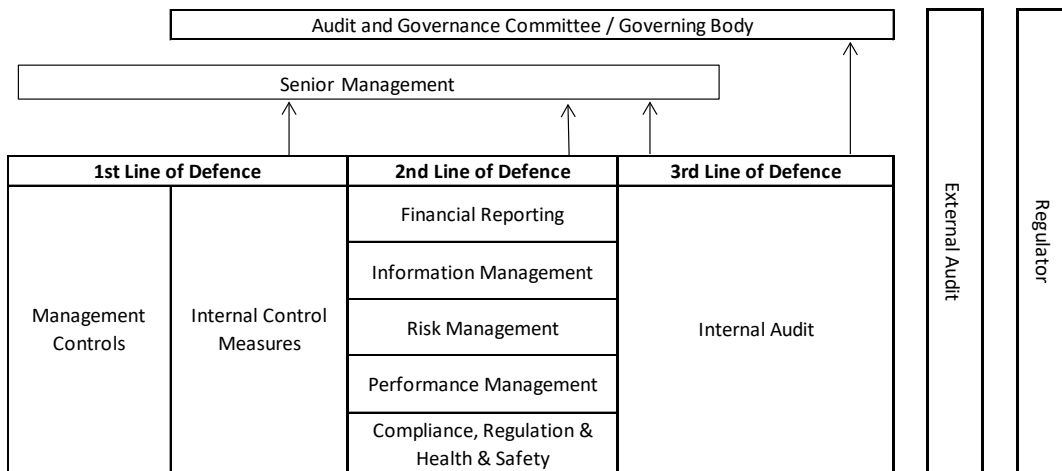 Audit and Governance Committee / Governing Body
Senior Management
1st Line of Defence
2nd Line of Defence
3rd Line of Defence
Management
Controls
Internal Control
Measures
Financial Reporting
Information Management
Risk Management
Performance Management
Compliance, Regulation &
Health & Safety
Internal Audit
External Audit
Regulator